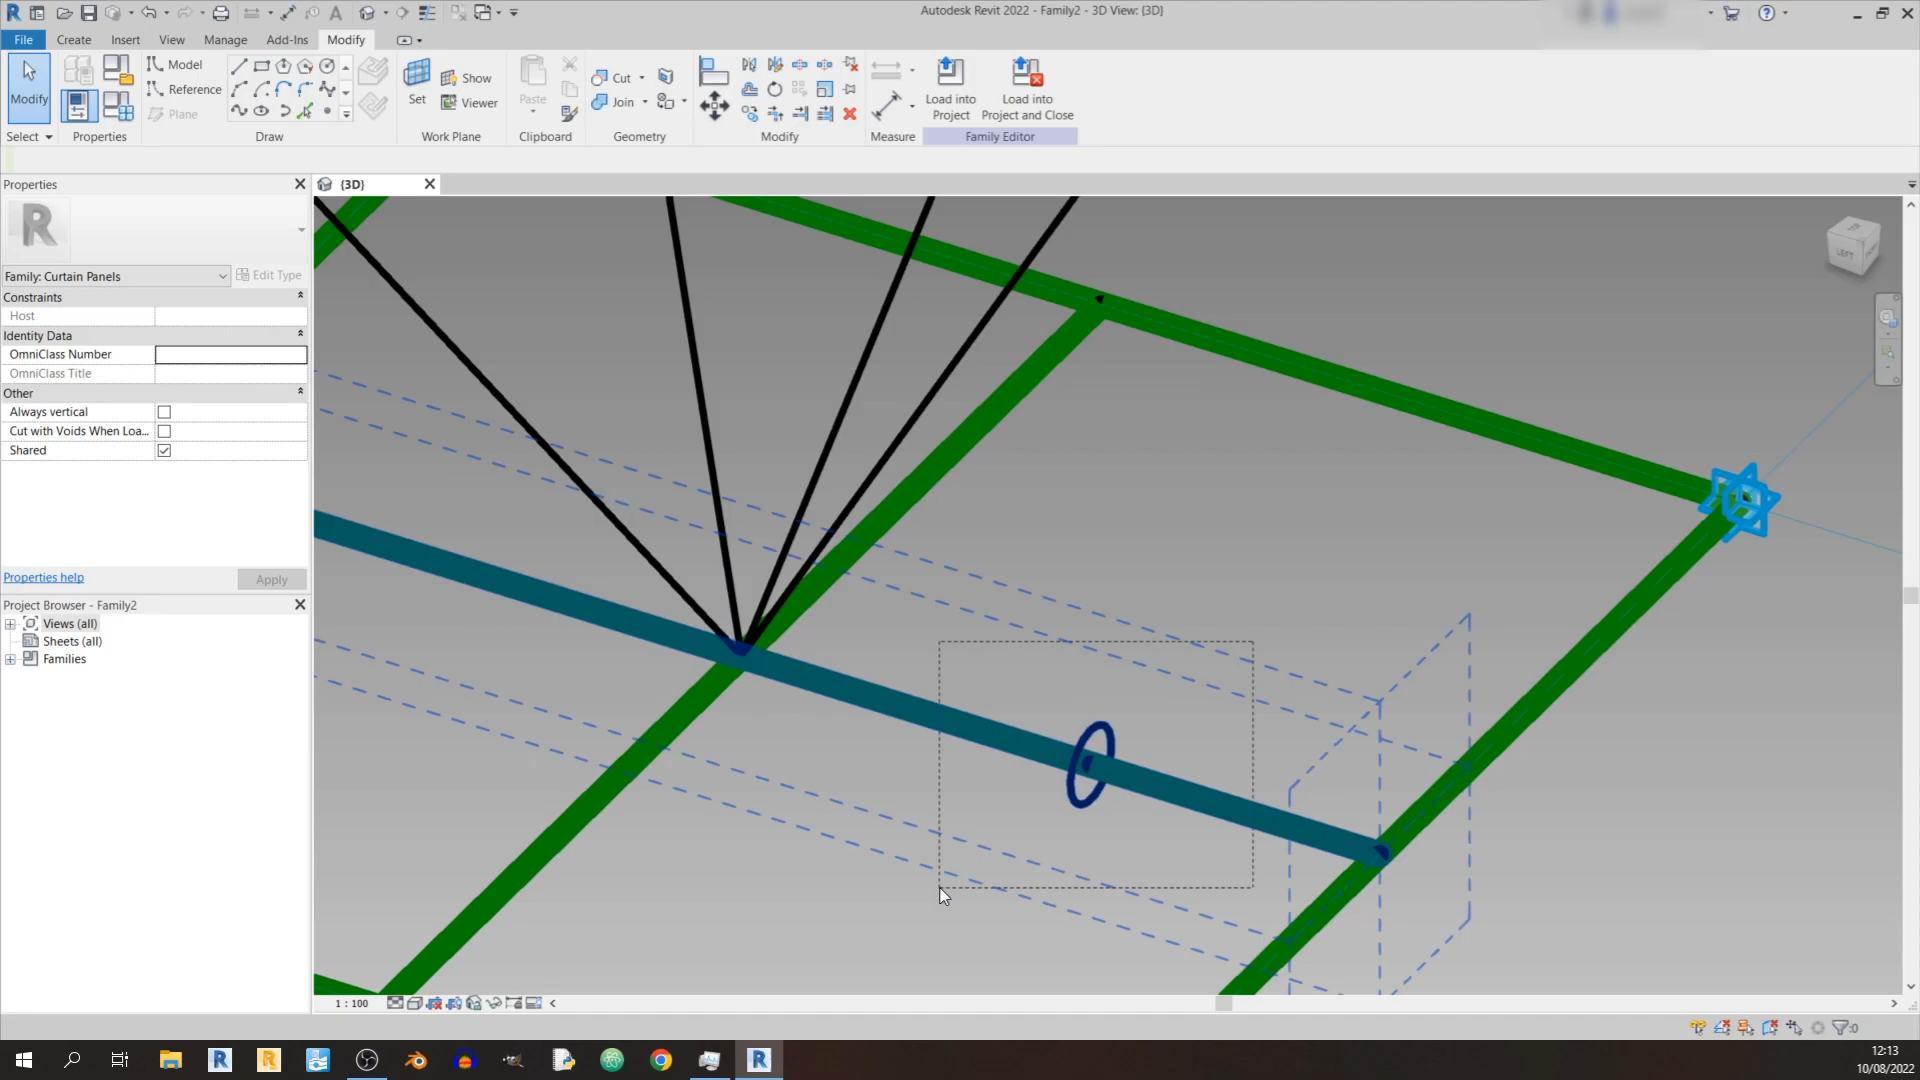 Autodesk Revit 2022 - Family2 - 3D View: {3D}
File Create Insert View Manage Add-Ins Modify
Modify
Model
Reference
Plane
Set
Show
Viewer
Paste
Cut
Join
Load into
Project
Load into
Project and Close
Select Properties Draw Work Plane Clipboard Geometry Modify Measure Family Editor
Properties
{3D}
R
LEFT
Family: Curtain Panels
Edit Type
Constraints
Host
Identity Data
OmniClass Number
OmniClass Title
Other
Always vertical
Cut with Voids When Loa...
Shared
Properties help
Apply
Project Browser - Family2
Views (all)
Sheets (all)
Families
1 : 100
:0
12:13
10/08/2022